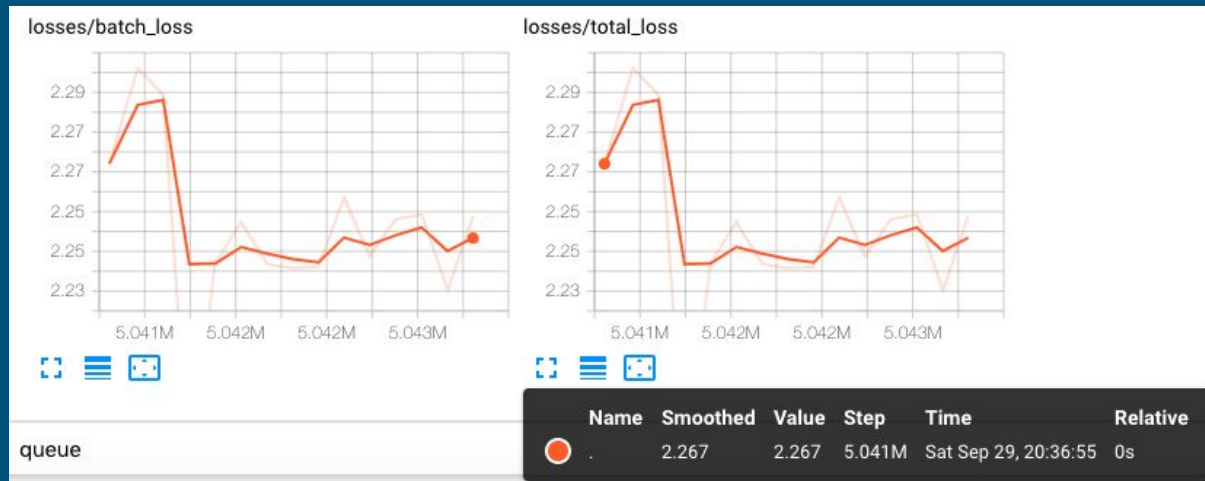 losses/batch_loss
2.29
2.27
2.27
2.25
2.25
2.23
5.041M 5.042M 5.042M 5.043M
losses/total_loss
2.29
2.27
2.27
2.25
2.25
2.23
5.041M 5.042M 5.042M 5.043M
queue
Name Smoothed Value Step Time Relative
. 2.267 2.267 5.041M Sat Sep 29, 20:36:55 0s